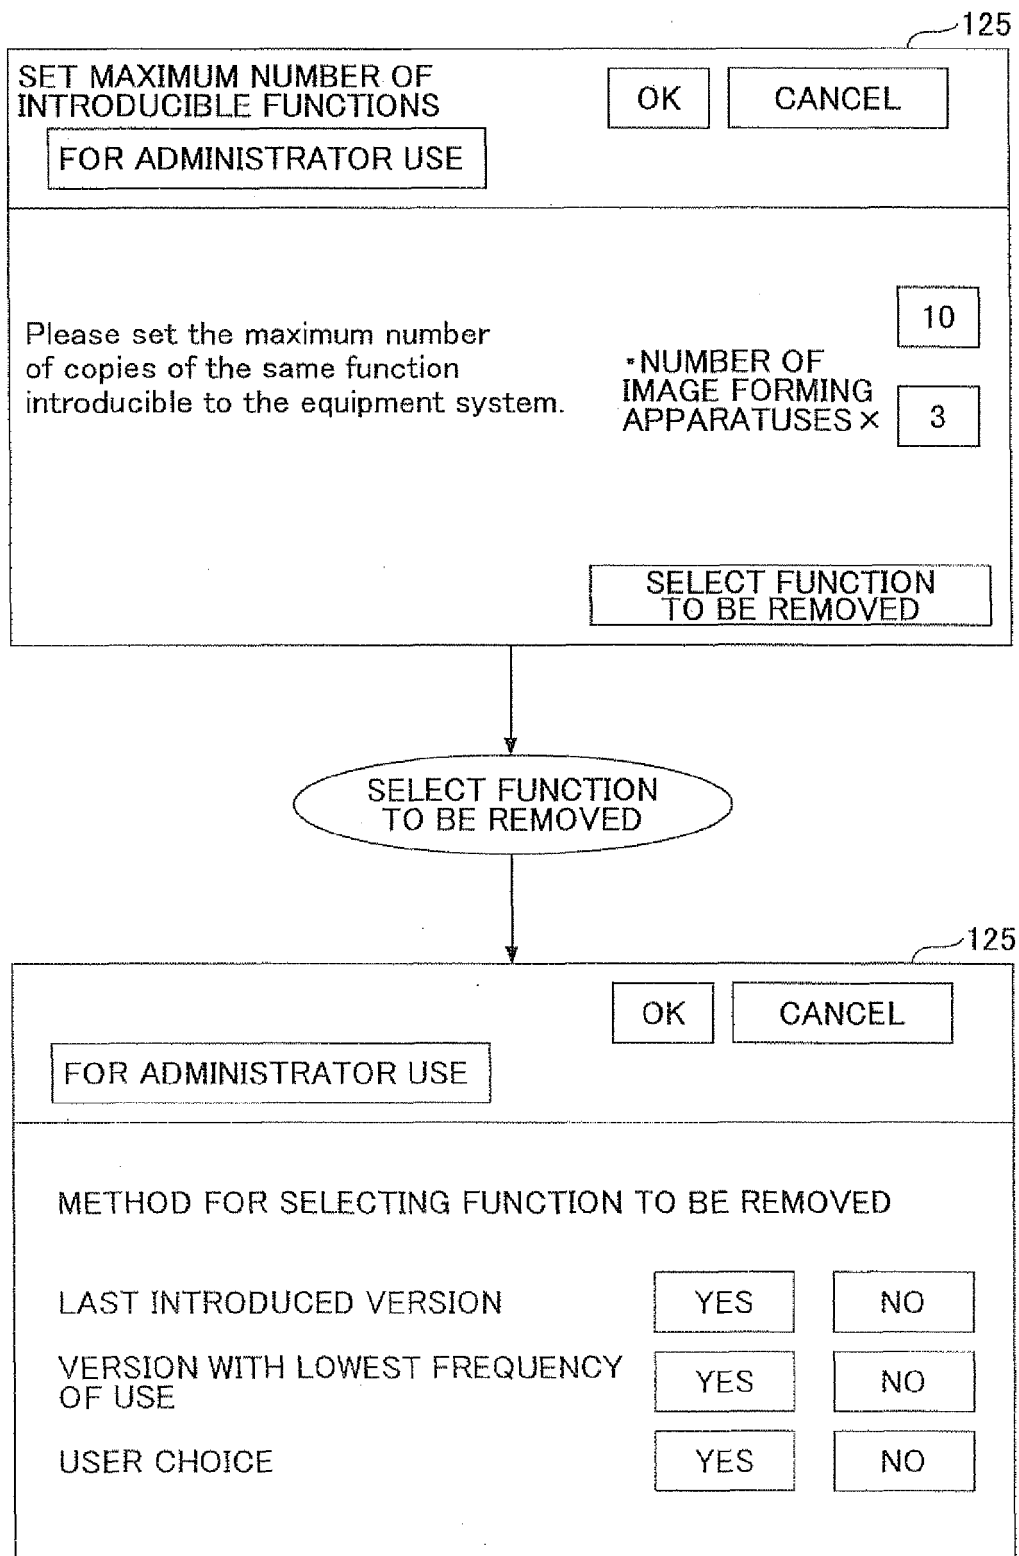 125
SET MAXIMUM NUMBER OF
INTRODUCIBLE FUNCTIONS
OK
CANCEL
FOR ADMINISTRATOR USE
Please set the maximum number
of copies of the same function
introducible to the equipment system.
10
•NUMBER OF
IMAGE FORMING
APPARATUSES ×
3
SELECT FUNCTION
TO BE REMOVED
SELECT FUNCTION
TO BE REMOVED
125
OK
CANCEL
FOR ADMINISTRATOR USE
METHOD FOR SELECTING FUNCTION TO BE REMOVED
LAST INTRODUCED VERSION
YES
NO
VERSION WITH LOWEST FREQUENCY
OF USE
YES
NO
USER CHOICE
YES
NO